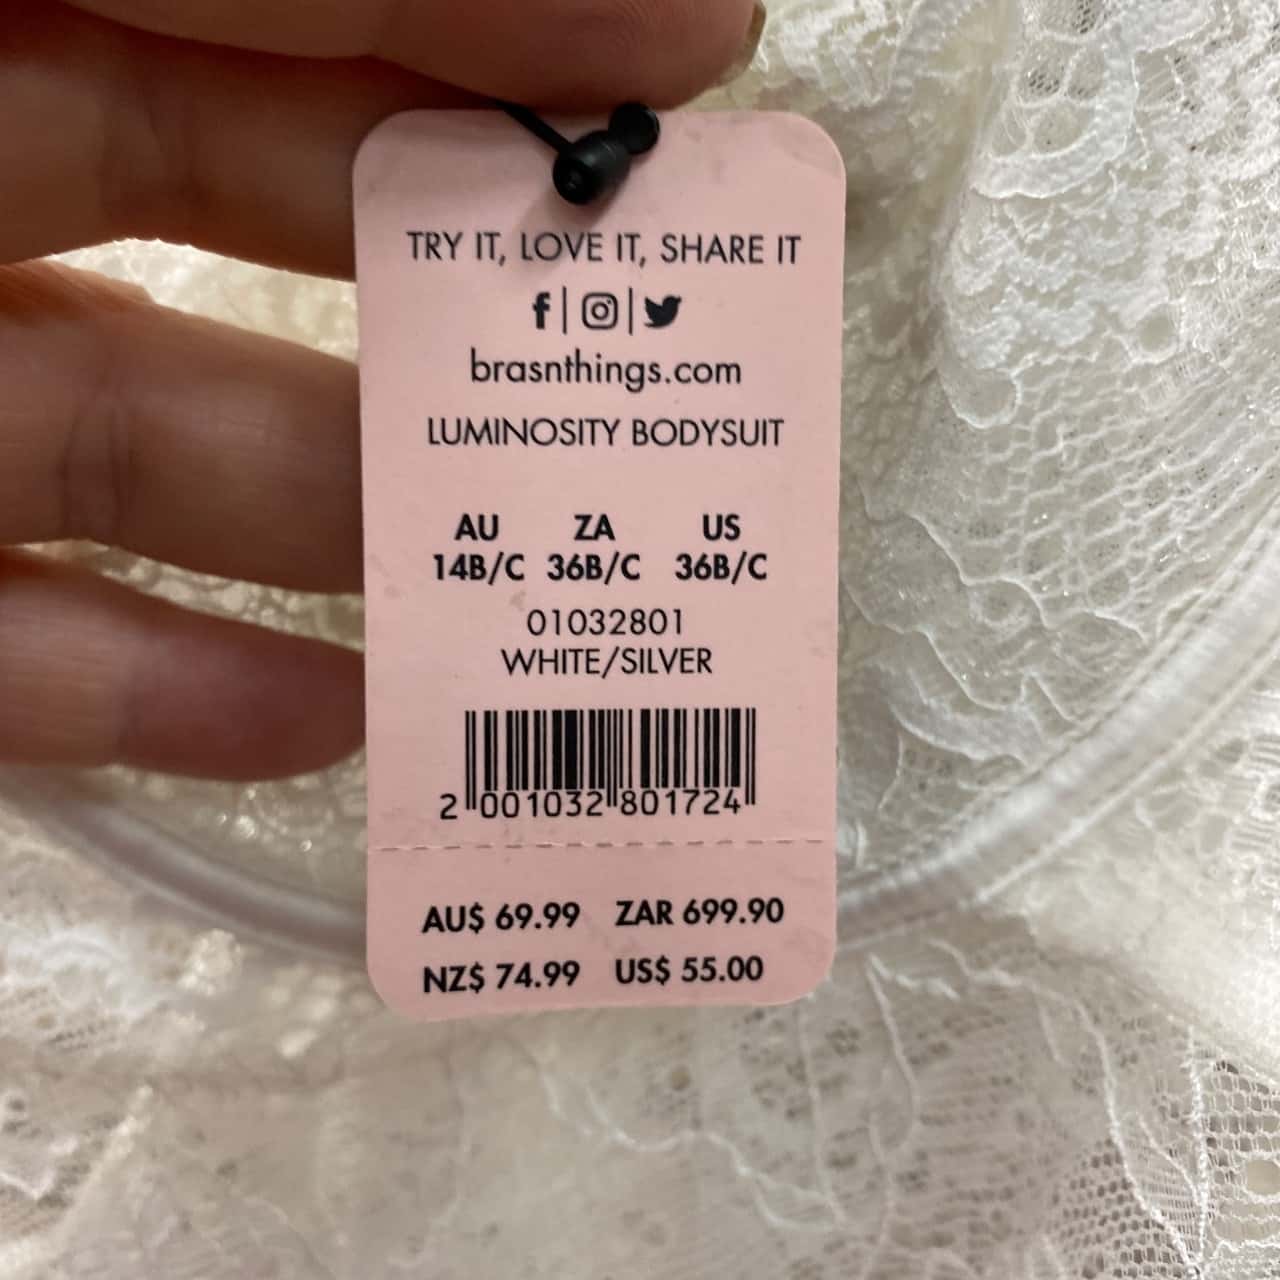 TRY IT, LOVE IT, SHARE IT
f
brasnthings.com
LUMINOSITY BODYSUIT
AU ZA US
14B/C 36B/C 36B/C
01032801
WHITE/SILVER
2 001032 801724
AU$ 69.99 ZAR 699.90
NZ$ 74.99 US$ 55.00